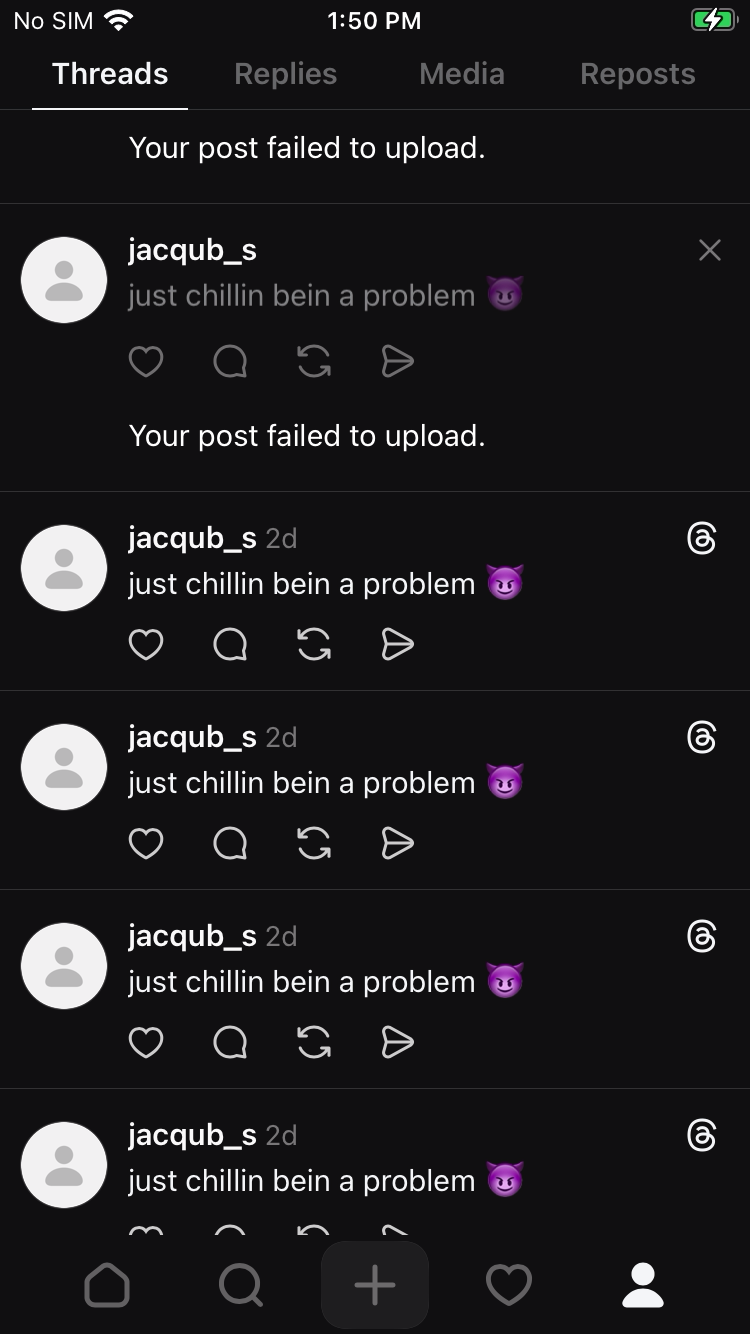 No SIM 1:50 PM
Threads Replies Media Reposts
Your post failed to upload.
jacqub_s
just chillin bein a problem 😈
Your post failed to upload.
jacqub_s 2d
just chillin bein a problem 😈
jacqub_s 2d
just chillin bein a problem 😈
jacqub_s 2d
just chillin bein a problem 😈
jacqub_s 2d
just chillin bein a problem 😈